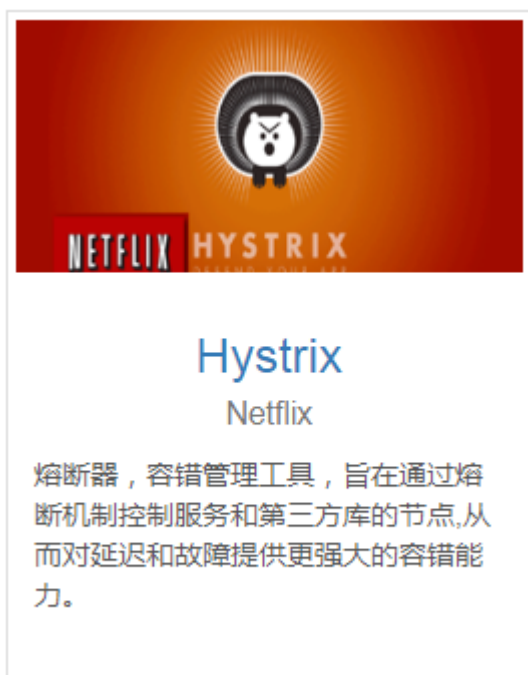 NETFLIX HYSTRIX
Hystrix
Netflix
熔断器，容错管理工具，旨在通过熔
断机制控制服务和第三方库的节点,从
而对延迟和故障提供更强大的容错能
力。